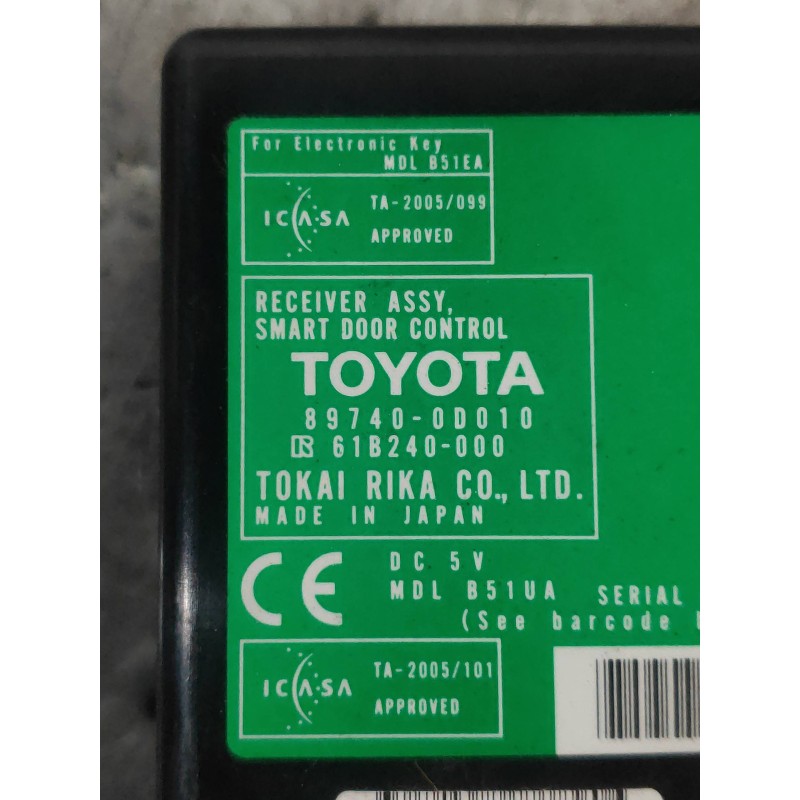 For Electronic Key
MDL B51EA
ICASA
TA-2005/099
APPROVED
RECEIVER ASSY,
SMART DOOR CONTROL
TOYOTA
89740-0D010
61B240-000
TOKAI RIKA CO., LTD.
MADE IN JAPAN
CE
DC 5V
MDL B51UA
SERIAL
(See barcode
ICASA
TA-2005/101
APPROVED